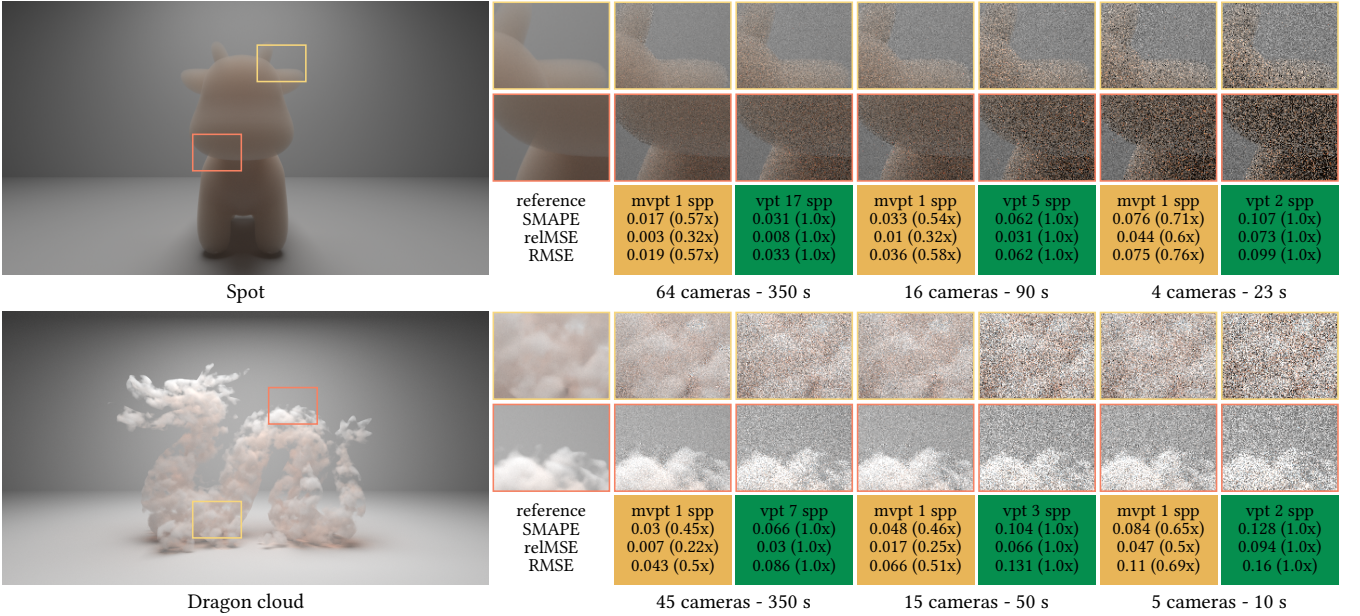 reference mvpt 1 spp vpt 17 spp mvpt 1 spp vpt 5 spp mvpt 1 spp vpt 2 spp
SMAPE 0.017 (0.57x) 0.031 (1.0x) 0.033 (0.54x) 0.062 (1.0x) 0.076 (0.71x) 0.107 (1.0x)
relMSE 0.003 (0.32x) 0.008 (1.0x) 0.01 (0.32x) 0.031 (1.0x) 0.044 (0.6x) 0.073 (1.0x)
RMSE 0.019 (0.57x) 0.033 (1.0x) 0.036 (0.58x) 0.062 (1.0x) 0.075 (0.76x) 0.099 (1.0x)
Spot 64 cameras - 350 s 16 cameras - 90 s 4 cameras - 23 s
reference mvpt 1 spp vpt 7 spp mvpt 1 spp vpt 3 spp mvpt 1 spp vpt 2 spp
SMAPE 0.03 (0.45x) 0.066 (1.0x) 0.048 (0.46x) 0.104 (1.0x) 0.084 (0.65x) 0.128 (1.0x)
relMSE 0.007 (0.22x) 0.03 (1.0x) 0.017 (0.25x) 0.066 (1.0x) 0.047 (0.5x) 0.094 (1.0x)
RMSE 0.043 (0.5x) 0.086 (1.0x) 0.066 (0.51x) 0.131 (1.0x) 0.11 (0.69x) 0.16 (1.0x)
Dragon cloud 45 cameras - 350 s 15 cameras - 50 s 5 cameras - 10 s